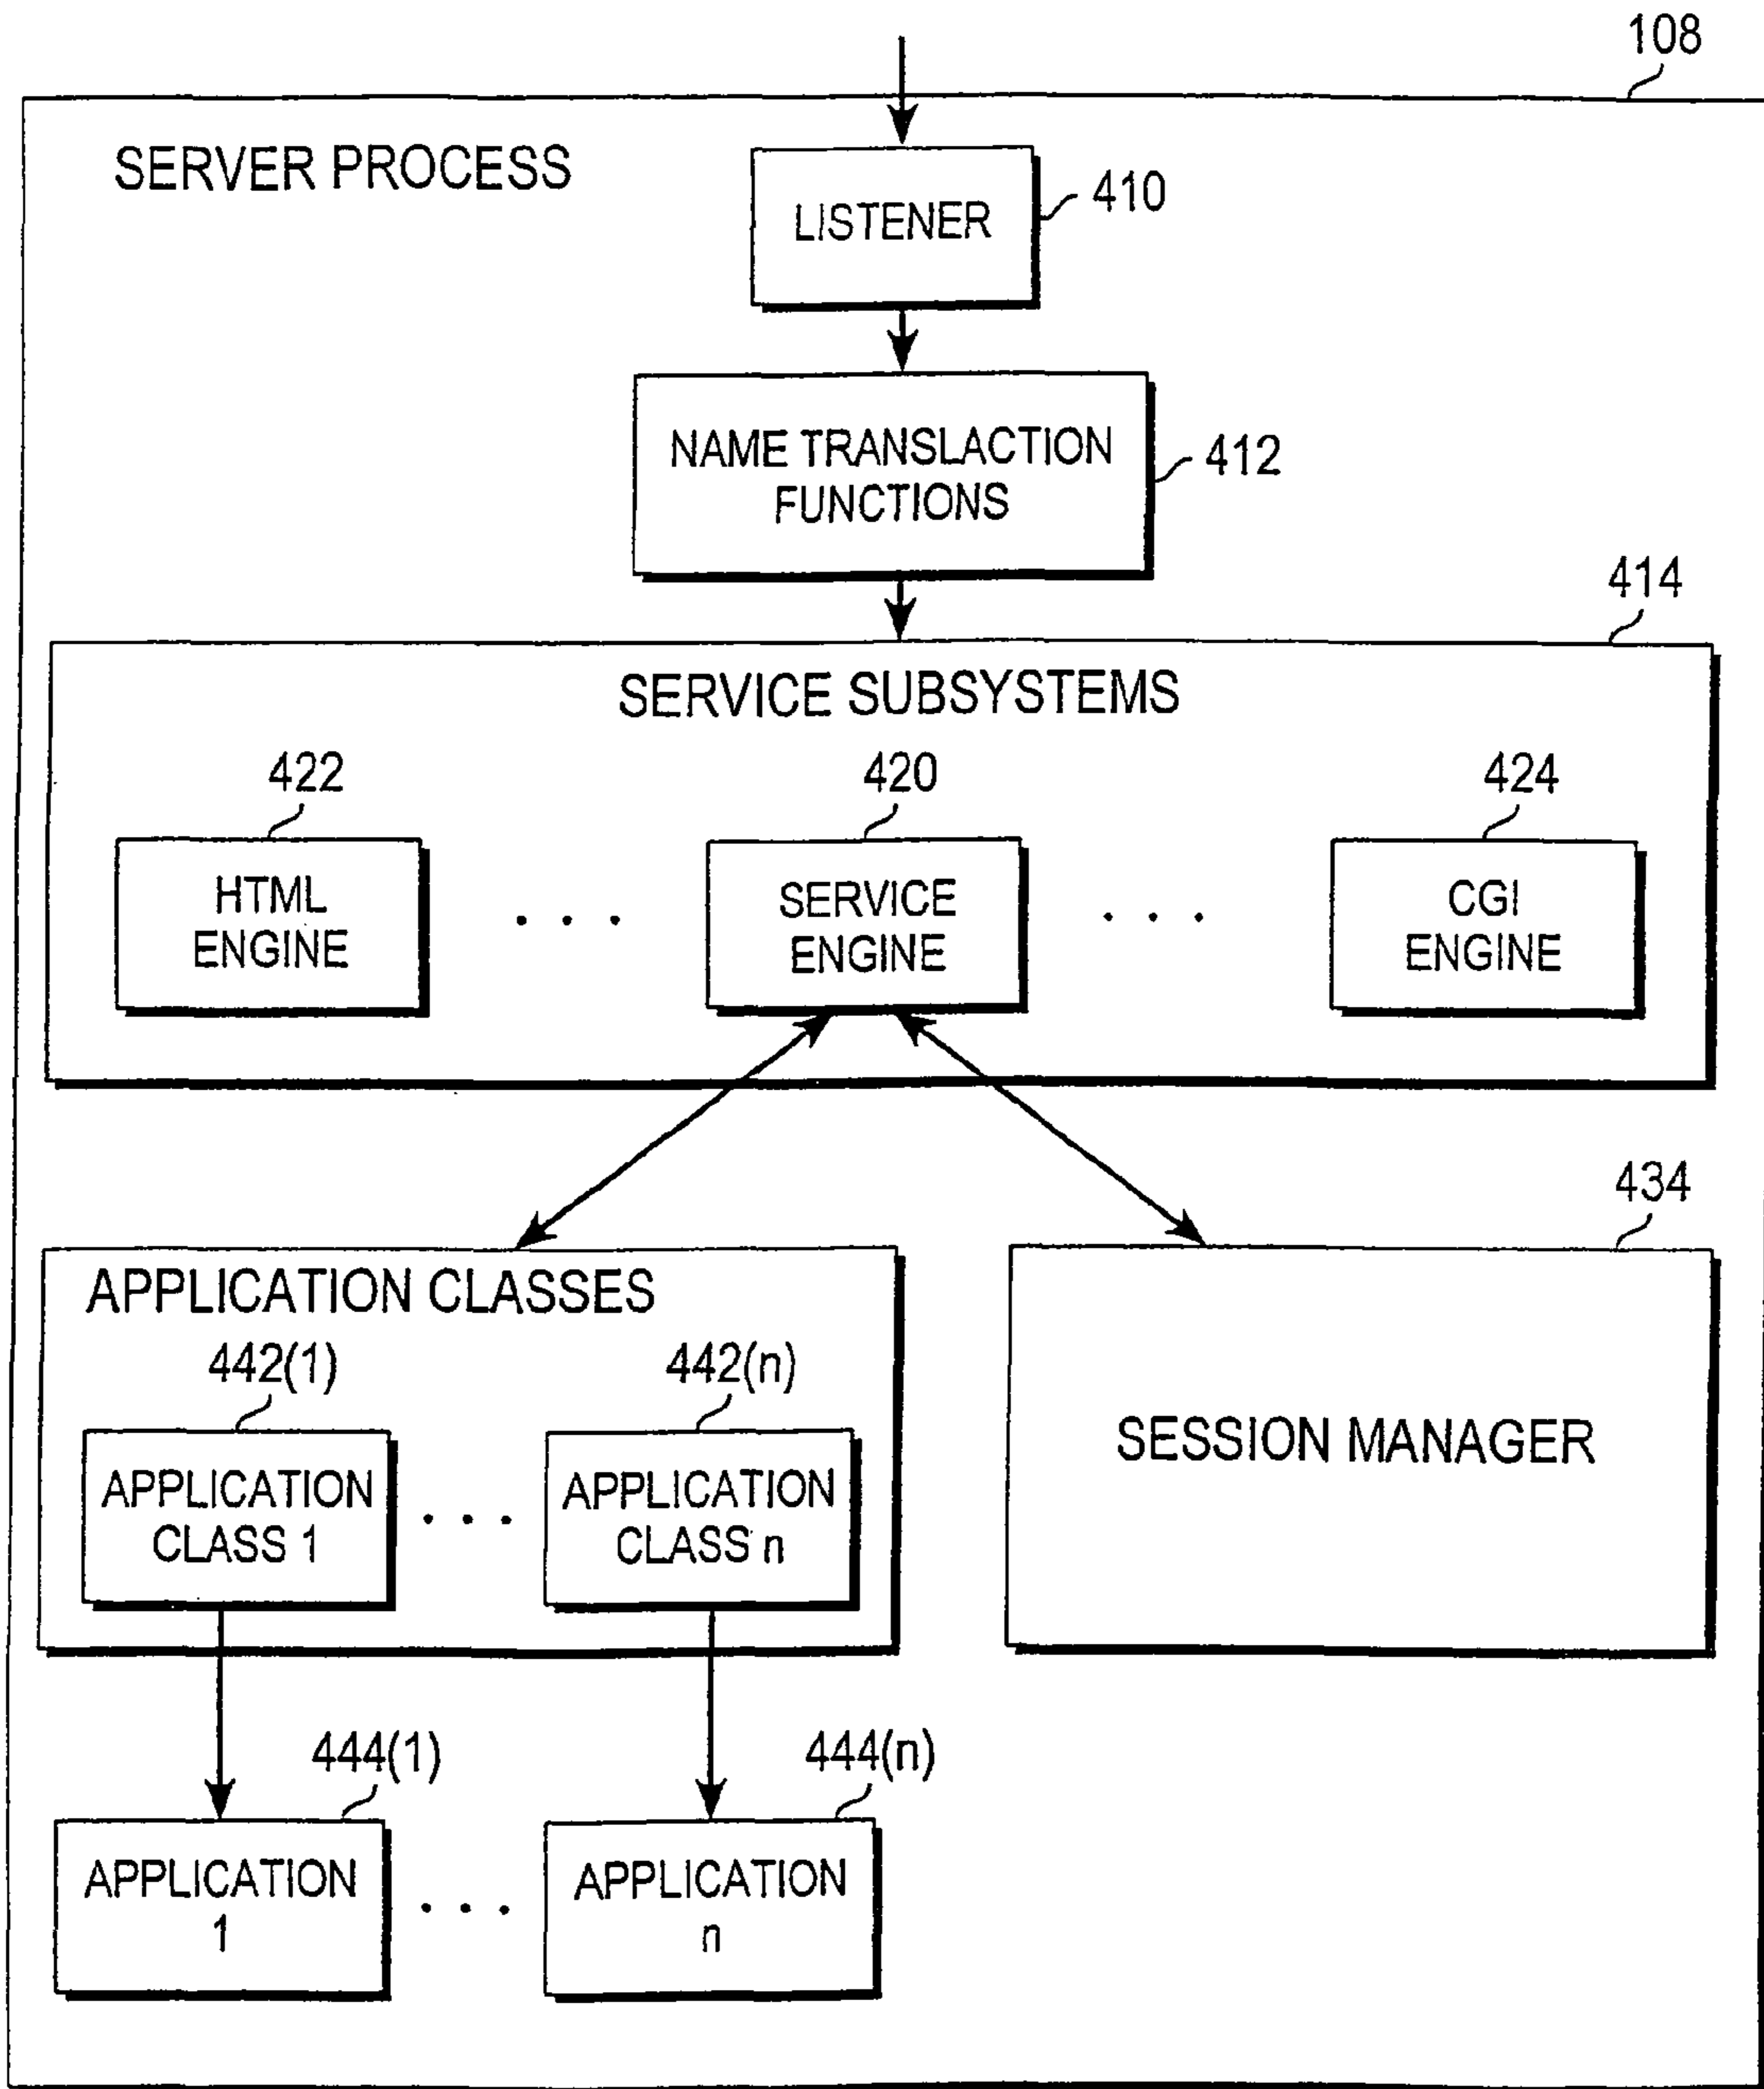 108
SERVER PROCESS
LISTENER
410
NAME TRANSLACTION
FUNCTIONS
412
414
SERVICE SUBSYSTEMS
422
420
424
HTML
ENGINE
. . .
SERVICE
ENGINE
. . .
CGI
ENGINE
434
APPLICATION CLASSES
442(1)
442(n)
APPLICATION
CLASS 1
. . .
APPLICATION
CLASS n
SESSION MANAGER
444(1)
444(n)
APPLICATION
1
. . .
APPLICATION
n